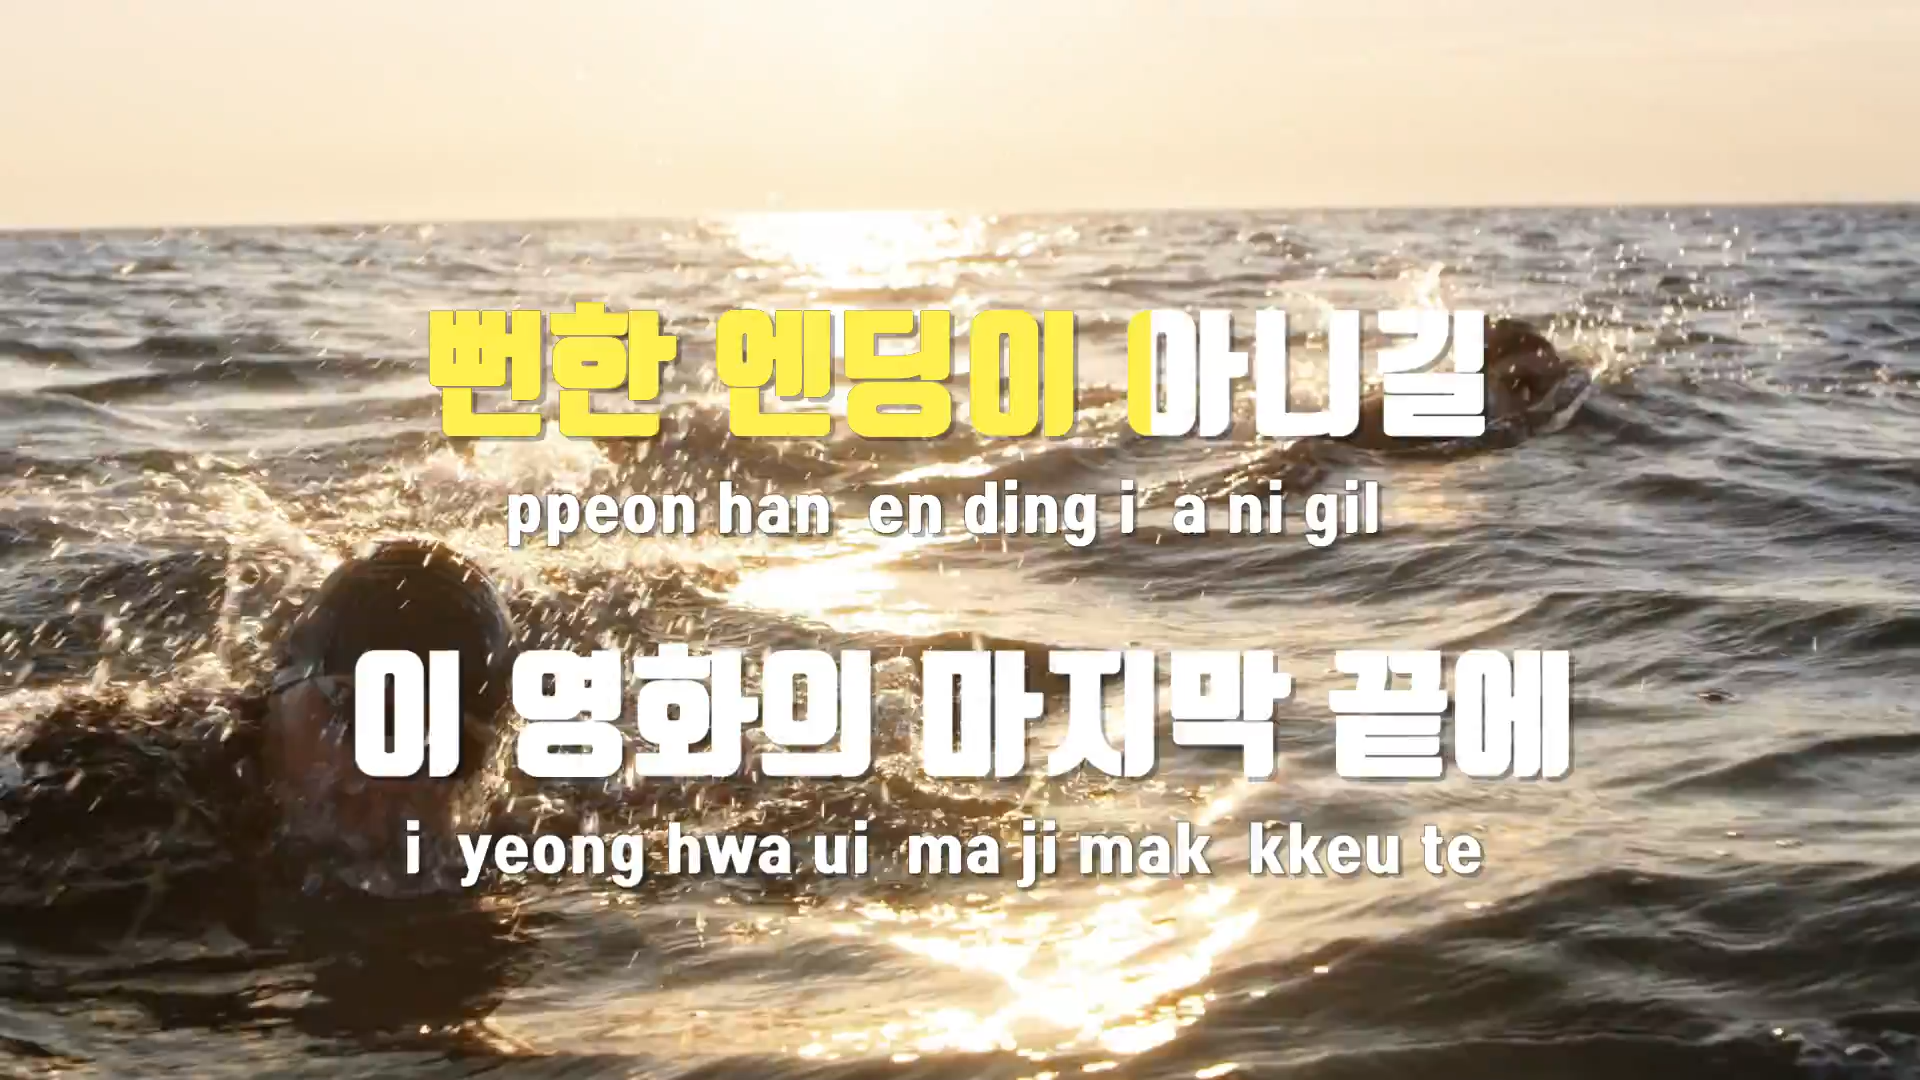 뻔한 엔딩이 아니길
ppeon han en ding i a ni gil
이 영화의 마지막 끝에
i yeong hwa ui ma ji mak kkeu te